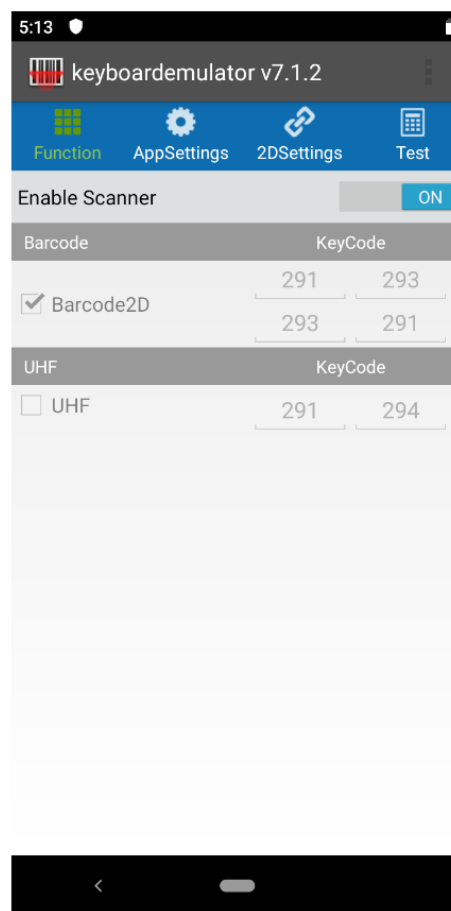 5:13
keyboardemulator v7.1.2
Function AppSettings 2DSettings Test
Enable Scanner ON
Barcode KeyCode
291 293
Barcode2D
293 291
UHF KeyCode
UHF 291 294